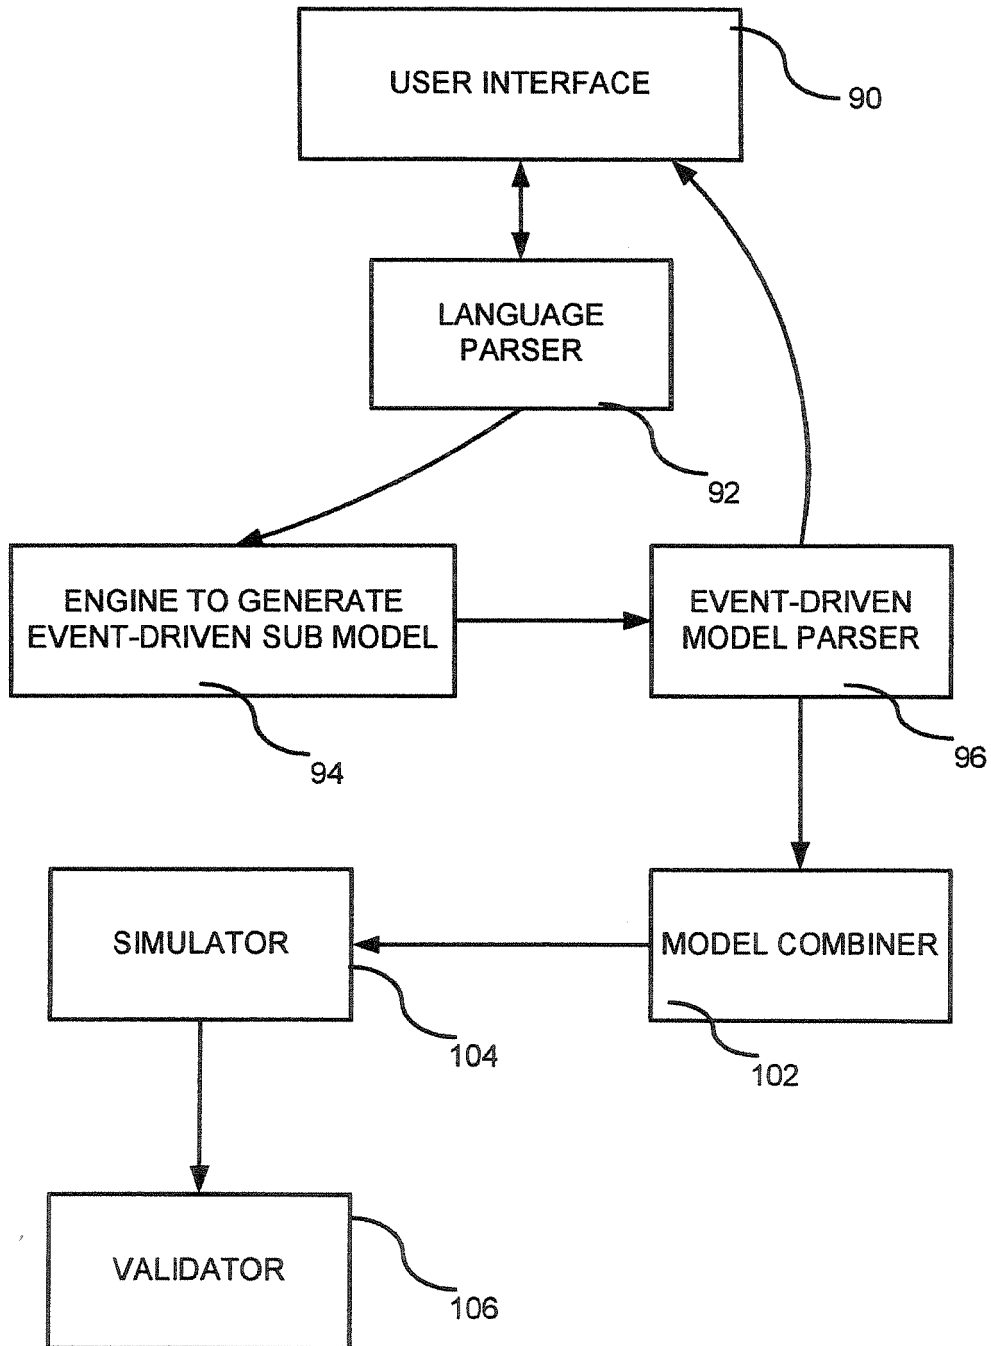 USER INTERFACE
90
LANGUAGE
PARSER
92
ENGINE TO GENERATE
EVENT-DRIVEN SUB MODEL
94
EVENT-DRIVEN
MODEL PARSER
96
SIMULATOR
104
MODEL COMBINER
102
VALIDATOR
106